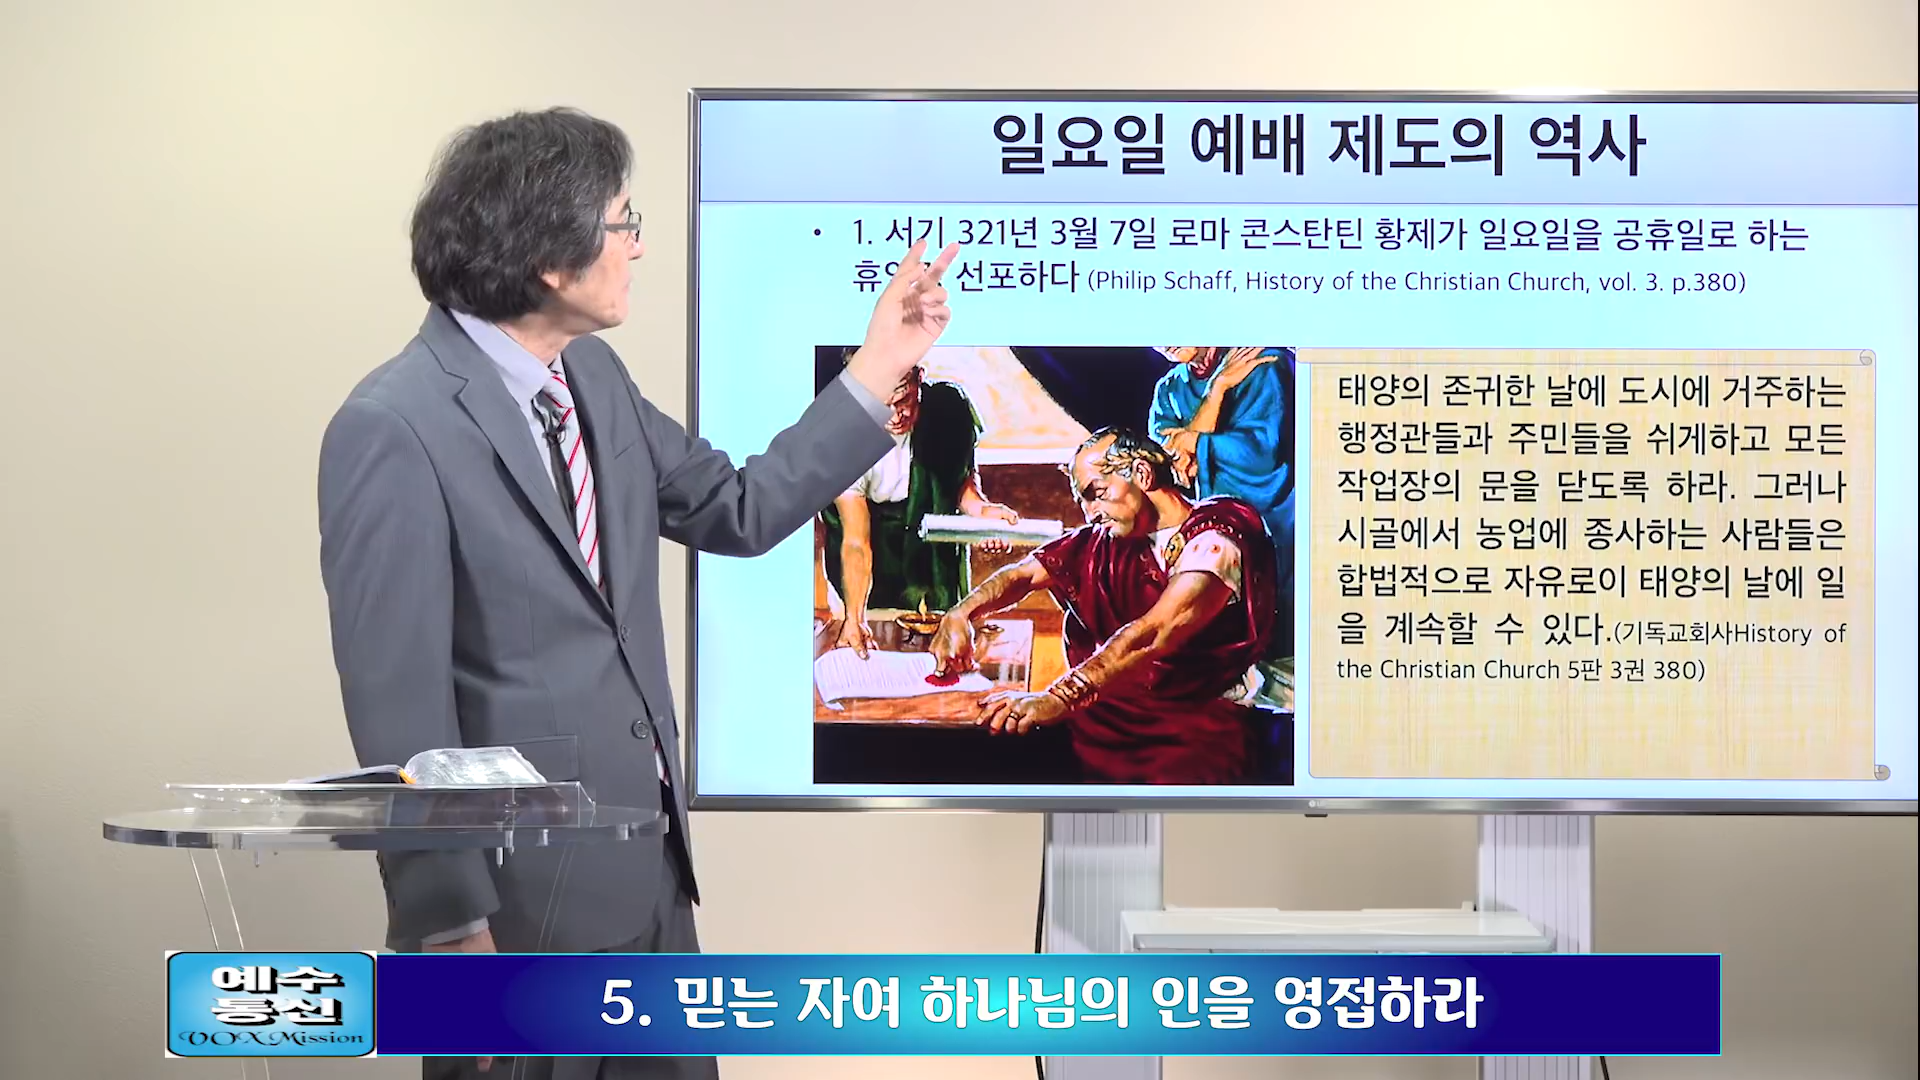 일요일 예배 제도의 역사
• 1. 서기 321년 3월 7일 로마 콘스탄틴 황제가 일요일을 공휴일로 하는
선포하다 (Philip Schaff, History of the Christian Church, vol. 3. p.380)
태양의 존귀한 날에 도시에 거주하는
행정관들과 주민들을 쉬게하고 모든
작업장의 문을 닫도록 하라. 그러나
시골에서 농업에 종사하는 사람들은
합법적으로 자유로이 태양의 날에 일
을 계속할 수 있다.(기독교회사History of
the Christian Church 5판 3권 380)
LG
예수
통신
VOX Mission
5. 믿는 자여 하나님의 인을 영접하라